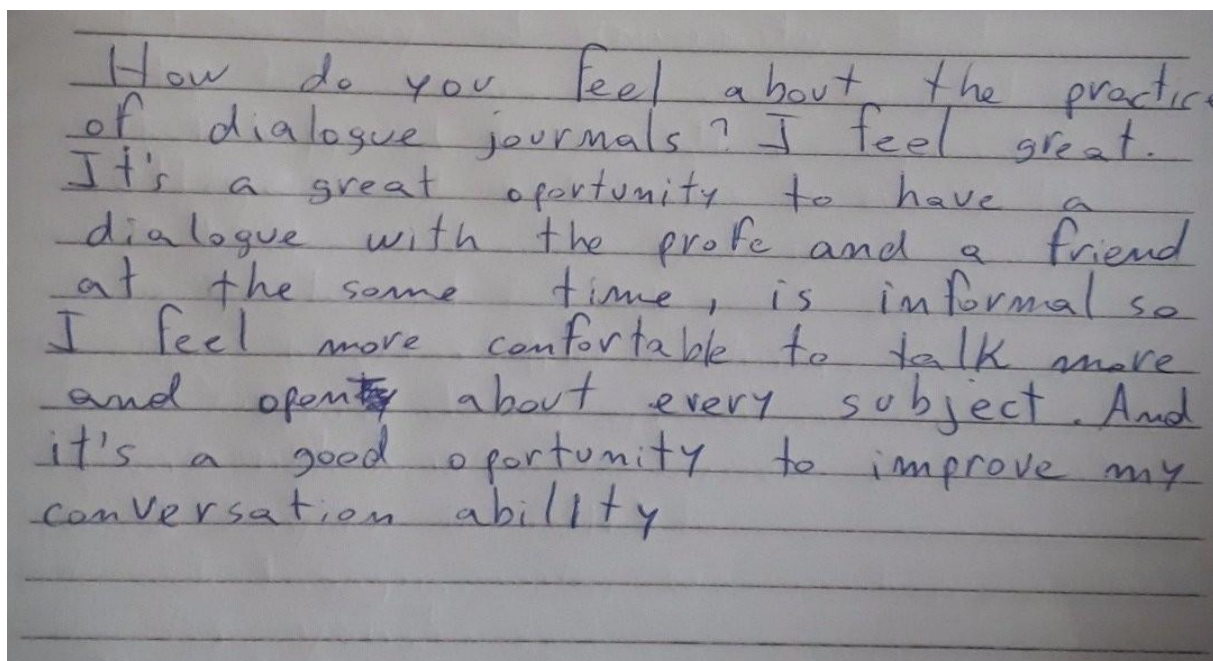 How do you feel about the practic
of dialogue journals? I feel great.
It's a great oportunity to have a
dialogue with the profe and a friend
at the same time, is informal so
I feel more confortable to talk more
and open about every subject. And
it's a good oportunity to improve my
conversation ability